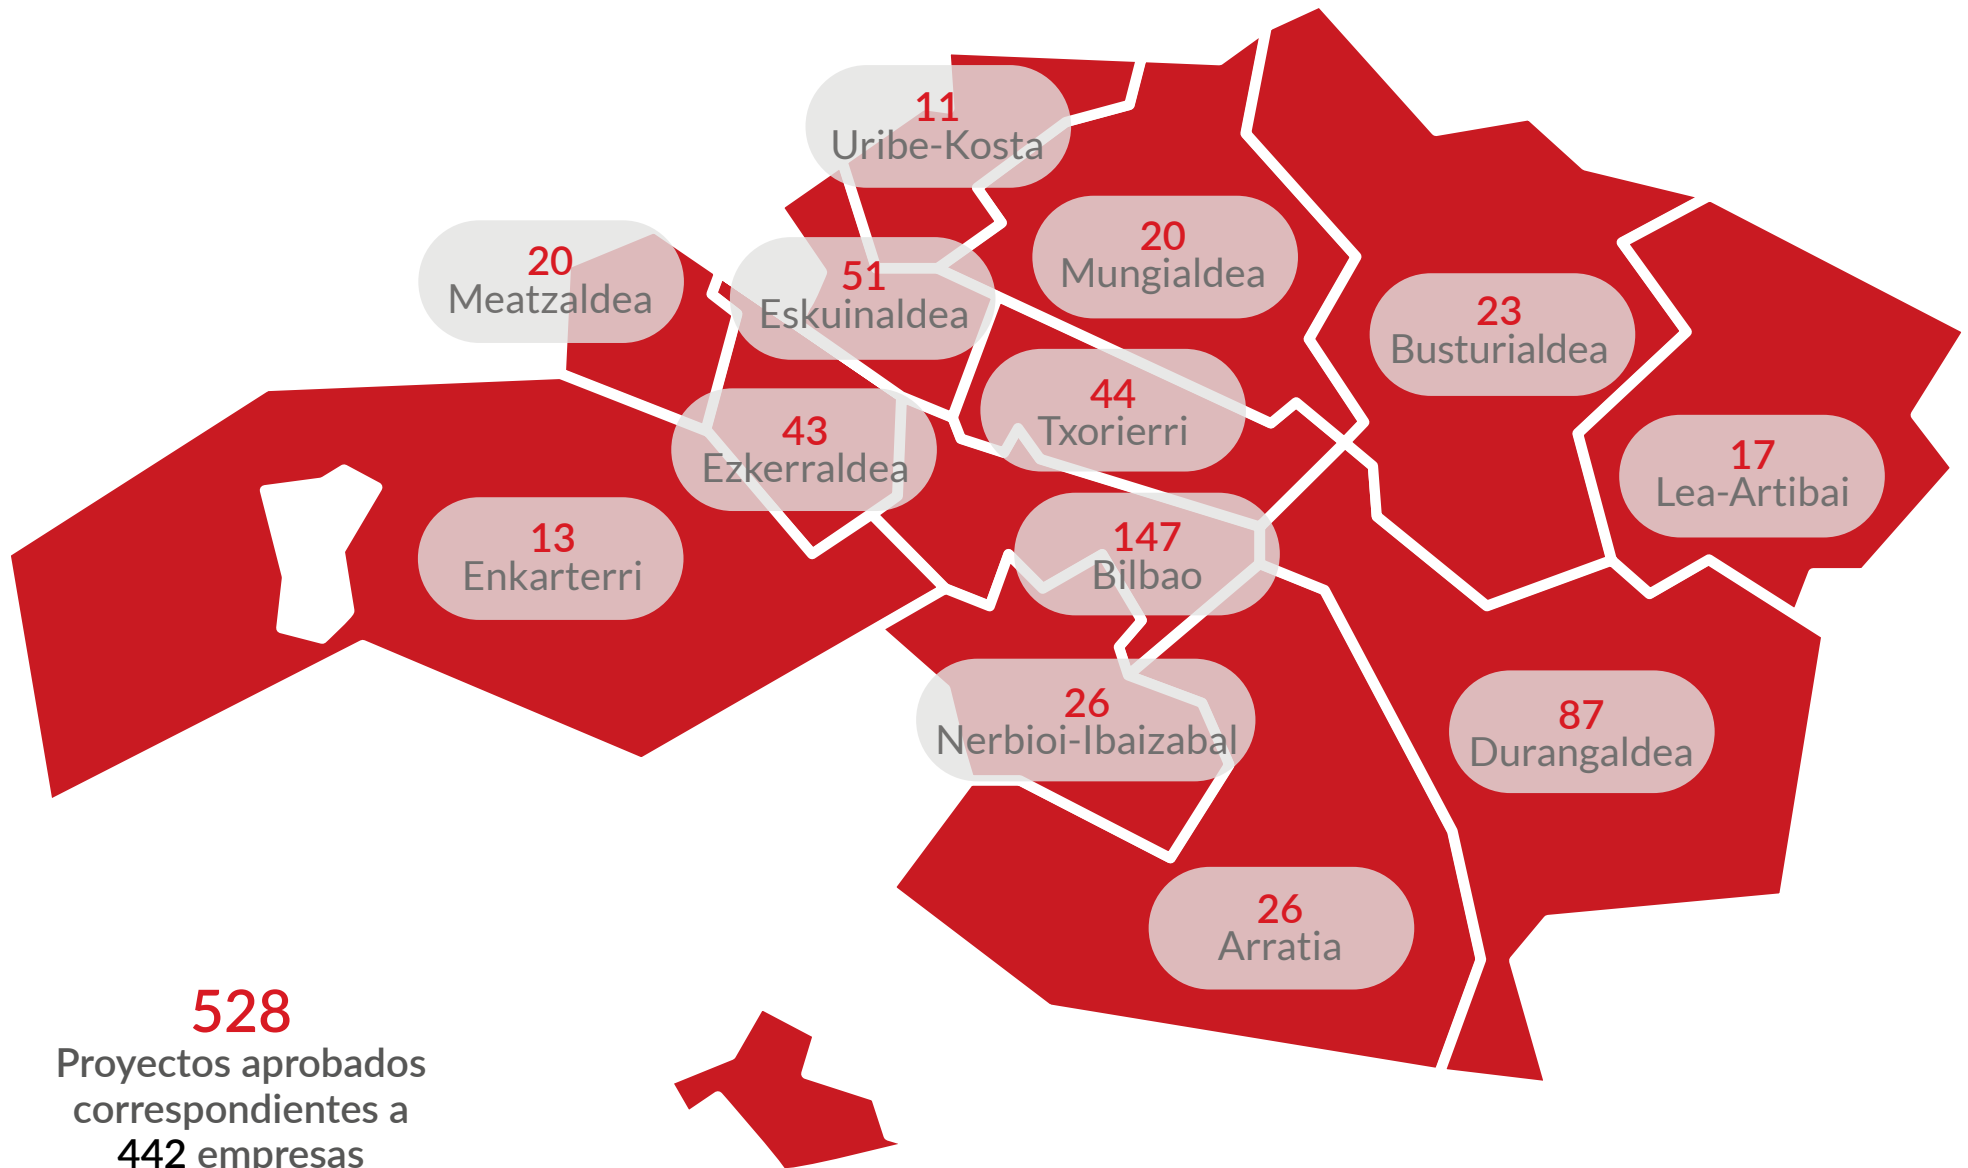 11
Uribe-Kosta
20
Mungialdea
20
Meatzaldea
51
Eskuinaldea
23
Busturialdea
44
Txorierri
43
Ezkerraldea
17
Lea-Artibai
147
Bilbao
13
Enkarterri
26
Nerbioi-Ibaizabal
87
Durangaldea
26
Arratia
528
Proyectos aprobados
correspondientes a
442 empresas